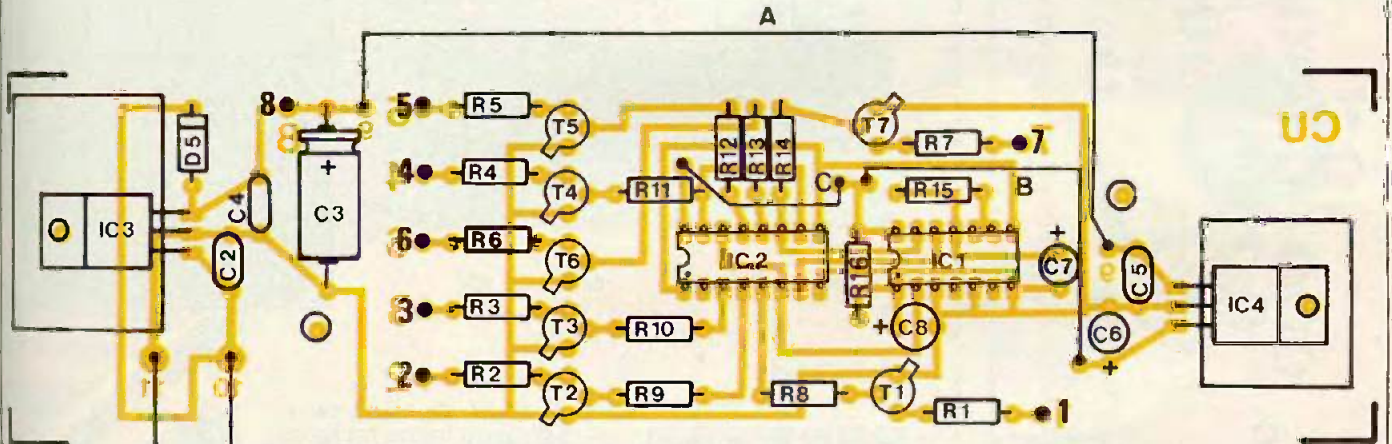 A
8 5 R5 T5 T7 R7 7 CU
D5 R12 R13 R14
4 R4 T4 R11 C R15 B
C4 C3 +
IC3 6 R6 T6 IC2 R16 IC1 + C7 C5
C2
3 R3 T3 R10 + C8 C6 + IC4
2 R2 T2 R9 R8 T1
11 10 R1 1